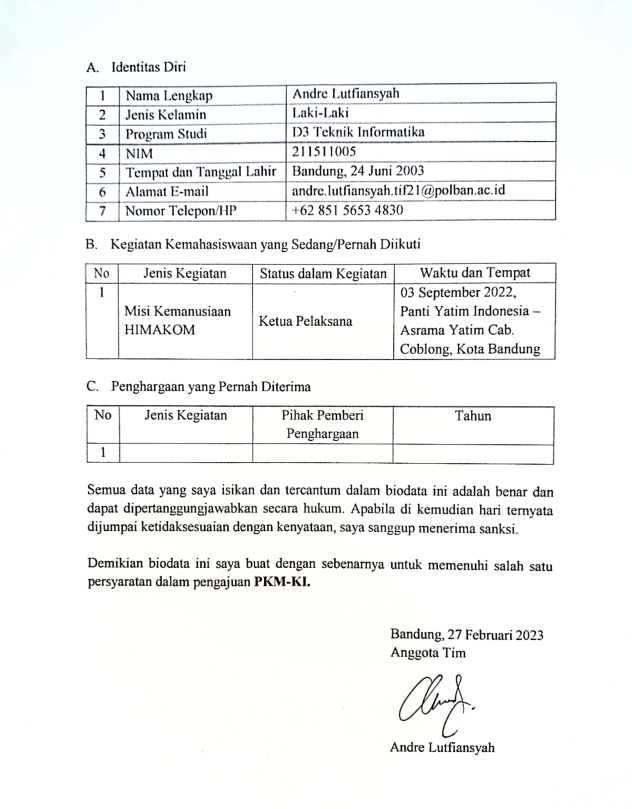 A. Identitas Diri
1 Nama Lengkap Andre Lutfiansyah
2 Jenis Kelamin Laki-Laki
3 Program Studi D3 Teknik Informatika
4 NIM 211511005
5 Tempat dan Tanggal Lahir Bandung, 24 Juni 2003
6 Alamat E-mail andre.lutfiansyah.tif21@polban.ac.id
7 Nomor Telepon/HP +62 851 5653 4830
B. Kegiatan Kemahasiswaan yang Sedang/Pernah Diikuti
No Jenis Kegiatan Status dalam Kegiatan Waktu dan Tempat
1 Misi Kemanusiaan HIMAKOM Ketua Pelaksana 03 September 2022,
Panti Yatim Indonesia –
Asrama Yatim Cab.
Coblong, Kota Bandung
C. Penghargaan yang Pernah Diterima
No Jenis Kegiatan Pihak Pemberi Tahun
Penghargaan
1
Semua data yang saya isikan dan tercantum dalam biodata ini adalah benar dan
dapat dipertanggungjawabkan secara hukum. Apabila di kemudian hari ternyata
dijumpai ketidaksesuaian dengan kenyataan, saya sanggup menerima sanksi.
Demikian biodata ini saya buat dengan sebenarnya untuk memenuhi salah satu
persyaratan dalam pengajuan PKM-KI.
Bandung, 27 Februari 2023
Anggota Tim
Andre Lutfiansyah